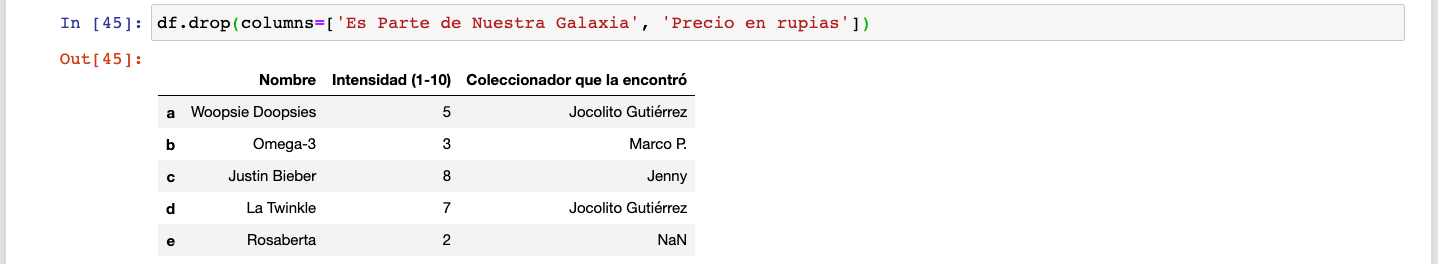 In [45]: df.drop(columns=['Es Parte de Nuestra Galaxia', 'Precio en rupias'])
Out[45]:
Nombre Intensidad (1-10) Coleccionador que la encontró
a Woopsie Doopsies 5 Jocolito Gutiérrez
b Omega-3 3 Marco P.
c Justin Bieber 8 Jenny
d La Twinkle 7 Jocolito Gutiérrez
e Rosaberta 2 NaN